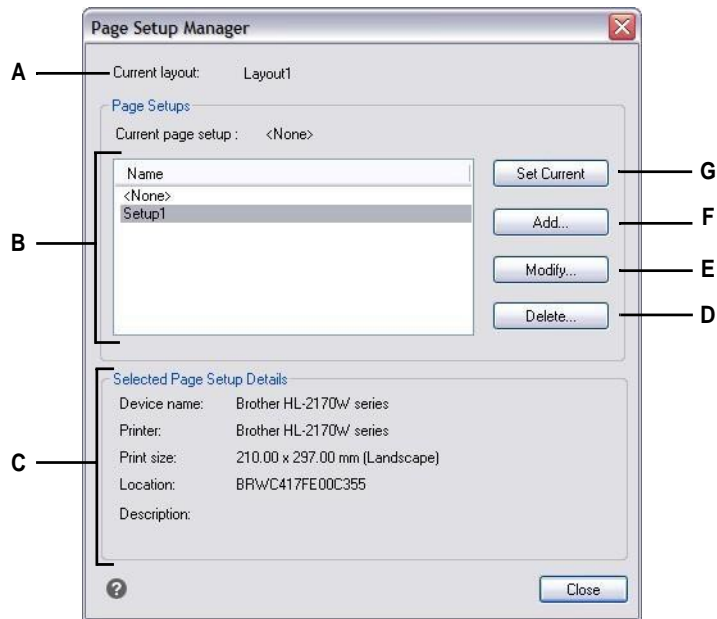 Page Setup Manager
A
Current layout: Layout1
Page Setups
Current page setup : <None>
Name
Set Current
G
<None>
Setup1
Add...
F
B
Modify...
E
Delete...
D
Selected Page Setup Details
Device name: Brother HL-2170W series
Printer: Brother HL-2170W series
C
Print size: 210.00 x 297.00 mm (Landscape)
Location: BRWC417FE00C355
Description:
?
Close